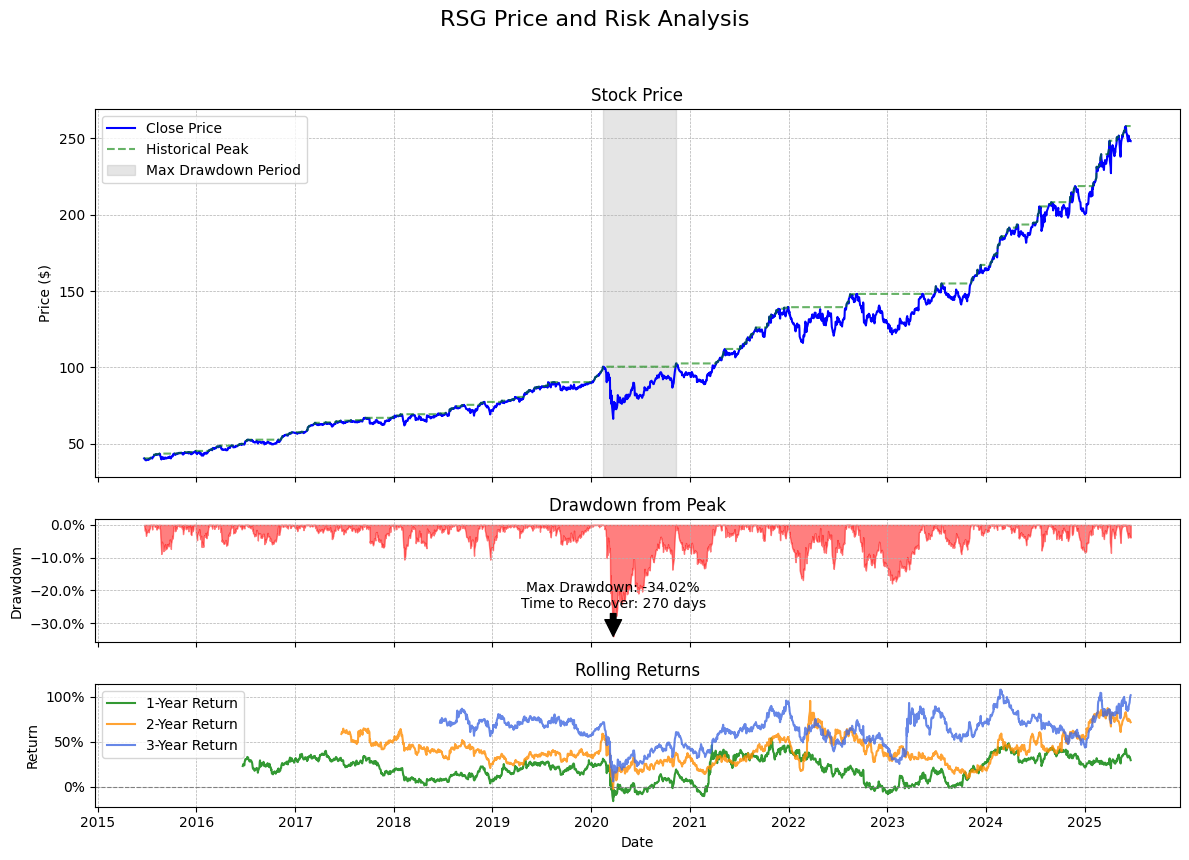 RSG Price and Risk Analysis
Stock Price
Close Price
Historical Peak
Max Drawdown Period
Price ($)
250
200
150
100
50
Drawdown from Peak
Drawdown
0.0%
−10.0%
−20.0%
−30.0%
Max Drawdown: -34.02%
Time to Recover: 270 days
Rolling Returns
1-Year Return
2-Year Return
3-Year Return
Return
100%
50%
0%
2015 2016 2017 2018 2019 2020 2021 2022 2023 2024 2025
Date